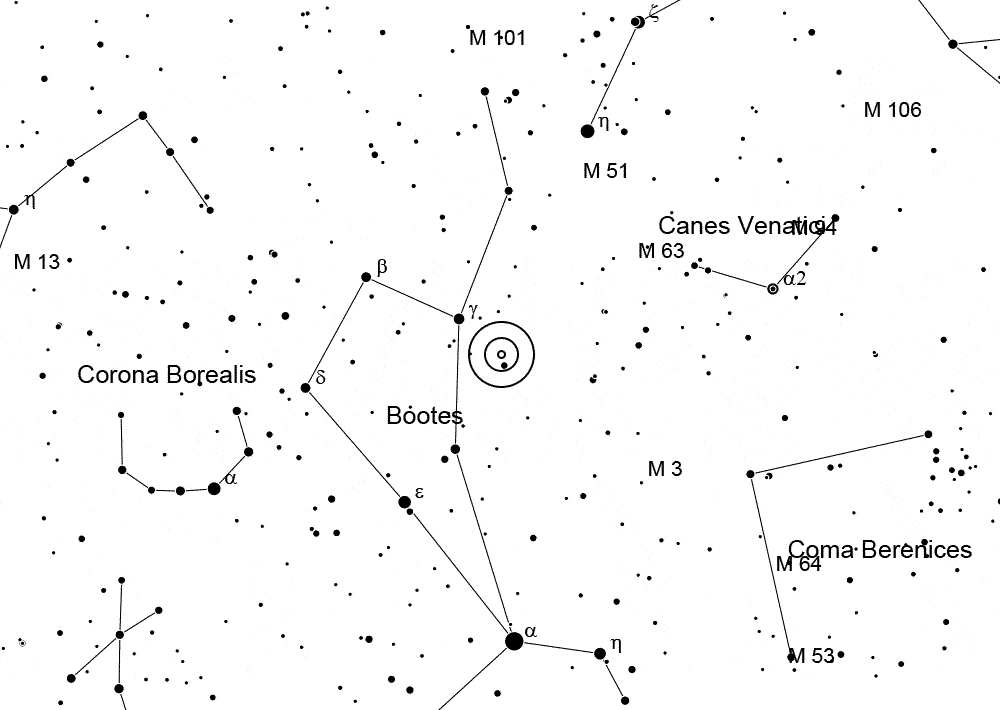 ζ
M 101
M 106
η
M 51
η
Canes Venatici
M 94
M 63
M 13
β
α2
γ
Corona Borealis
δ
Bootes
α
M 3
ε
Coma Berenices
M 64
α
η
M 53